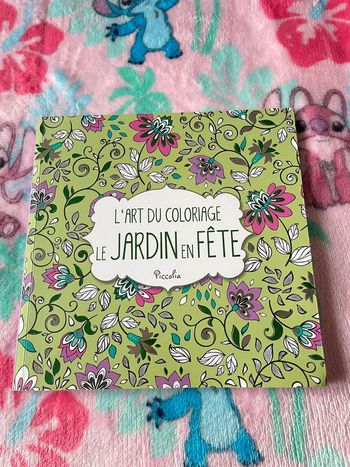 L'ART DU COLORIAGE
LE JARDIN EN FÊTE
Piccolia